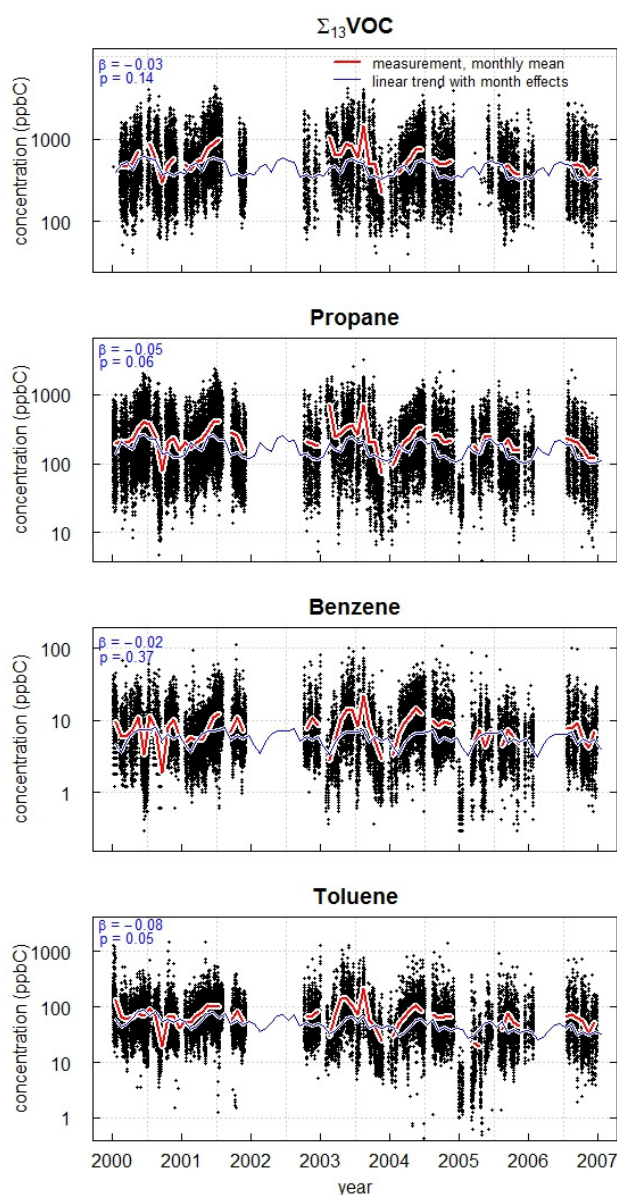 Σ13VOC
β = −0.03
p = 0.14
measurement, monthly mean
linear trend with month effects
concentration (ppbC)
1000
100
Propane
β = −0.05
p = 0.06
concentration (ppbC)
1000
100
10
Benzene
β = −0.02
p = 0.37
concentration (ppbC)
100
10
1
Toluene
β = −0.08
p = 0.05
concentration (ppbC)
1000
100
10
1
2000 2001 2002 2003 2004 2005 2006 2007
year